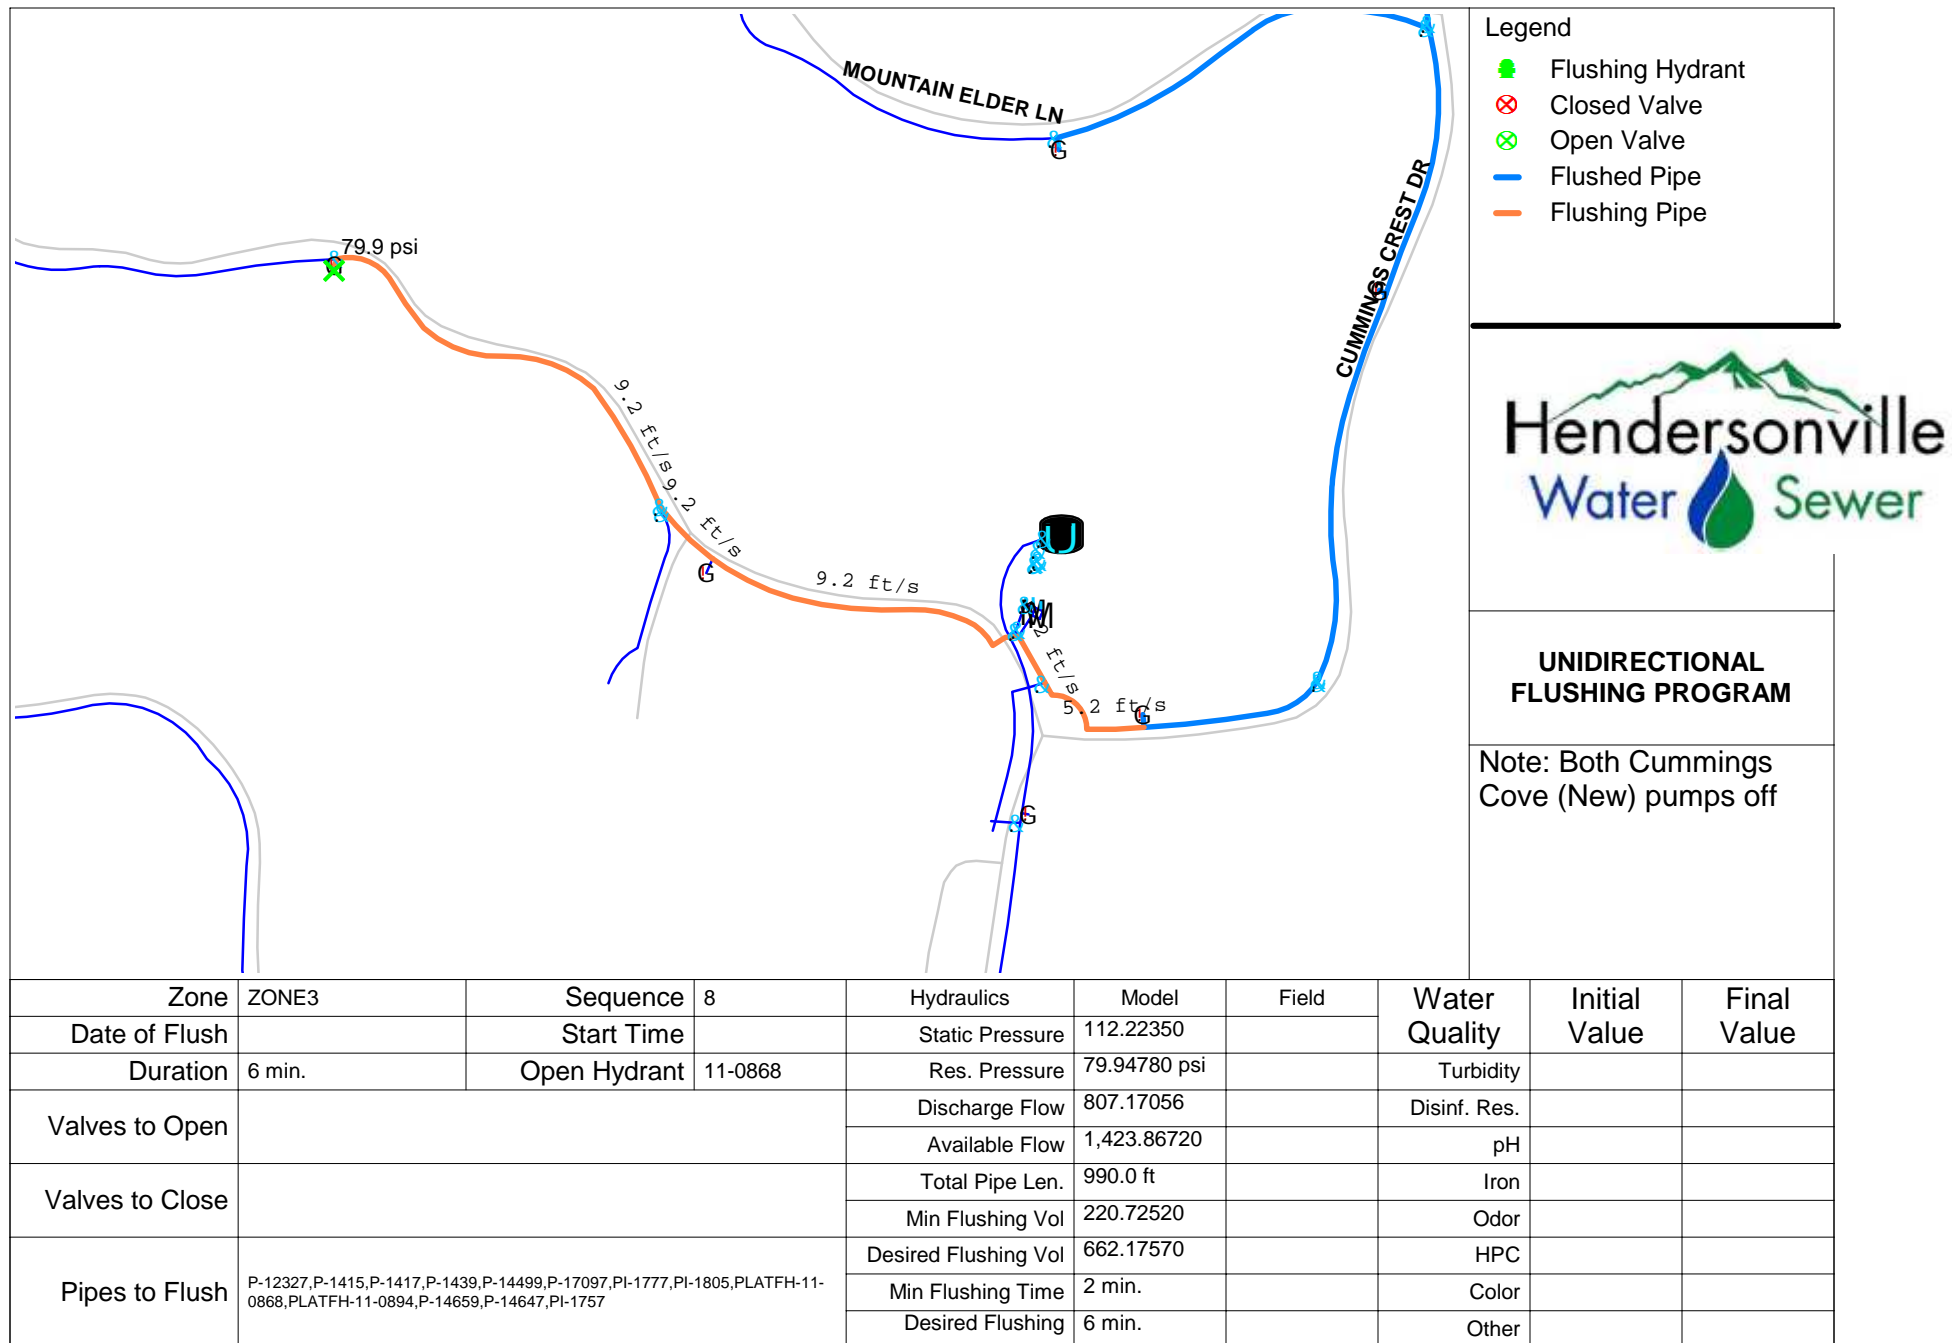 MOUNTAIN ELDER LN
CUMMINGS CREST DR
79.9 psi
9.2 ft/s
9.2 ft/s
9.2 ft/s
5.2 ft/s
G
G
G
G
G
Legend
Flushing Hydrant
Closed Valve
Open Valve
Flushed Pipe
Flushing Pipe
Hendersonville
Water Sewer
UNIDIRECTIONAL
FLUSHING PROGRAM
Note: Both Cummings
Cove (New) pumps off
Zone ZONE3 Sequence 8
Date of Flush Start Time
Duration 6 min. Open Hydrant 11-0868
Valves to Open
Valves to Close
Pipes to Flush
P-12327,P-1415,P-1417,P-1439,P-14499,P-17097,PI-1777,PI-1805,PLATFH-11-
0868,PLATFH-11-0894,P-14659,P-14647,PI-1757
Hydraulics Model Field
Static Pressure 112.22350
Res. Pressure 79.94780 psi
Discharge Flow 807.17056
Available Flow 1,423.86720
Total Pipe Len. 990.0 ft
Min Flushing Vol 220.72520
Desired Flushing Vol 662.17570
Min Flushing Time 2 min.
Desired Flushing 6 min.
Water Quality Initial Value Final Value
Turbidity
Disinf. Res.
pH
Iron
Odor
HPC
Color
Other